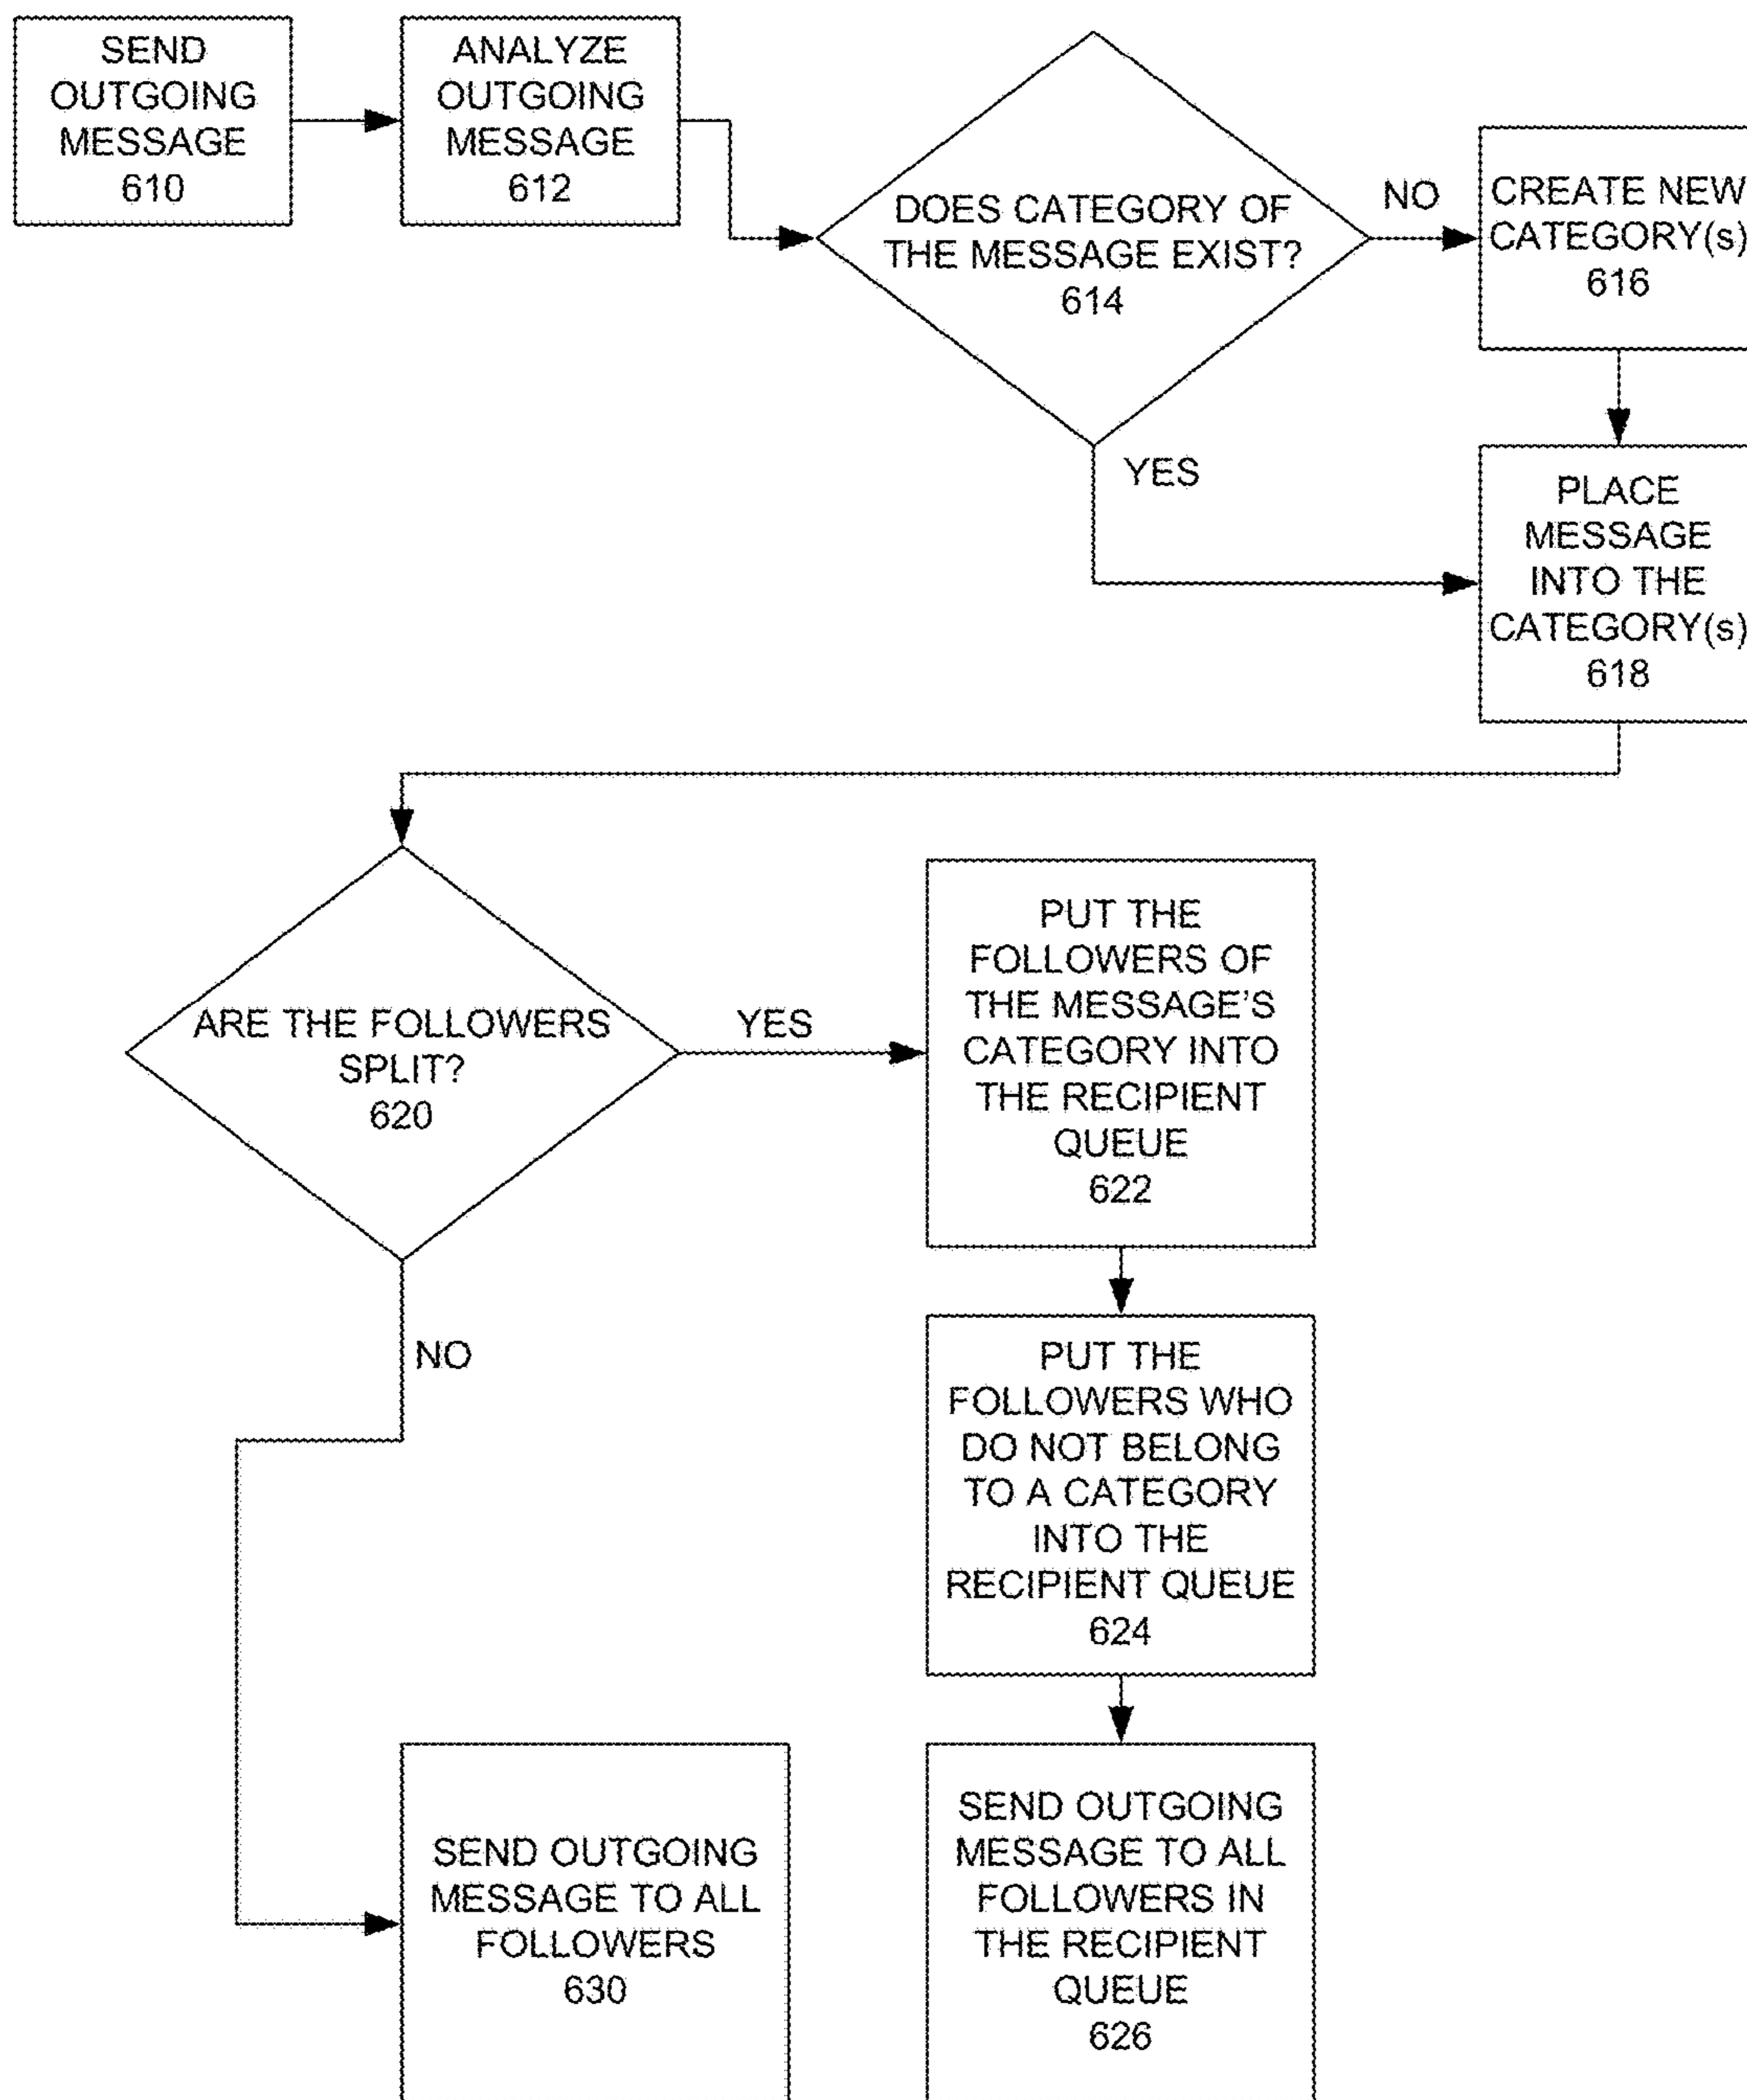 SEND
OUTGOING
MESSAGE
610
ANALYZE
OUTGOING
MESSAGE
612
DOES CATEGORY OF
THE MESSAGE EXIST?
614
NO
CREATE NEW
CATEGORY(s)
616
YES
PLACE
MESSAGE
INTO THE
CATEGORY(s)
618
ARE THE FOLLOWERS
SPLIT?
620
YES
PUT THE
FOLLOWERS OF
THE MESSAGE'S
CATEGORY INTO
THE RECIPIENT
QUEUE
622
NO
PUT THE
FOLLOWERS WHO
DO NOT BELONG
TO A CATEGORY
INTO THE
RECIPIENT QUEUE
624
SEND OUTGOING
MESSAGE TO ALL
FOLLOWERS
630
SEND OUTGOING
MESSAGE TO ALL
FOLLOWERS IN
THE RECIPIENT
QUEUE
626